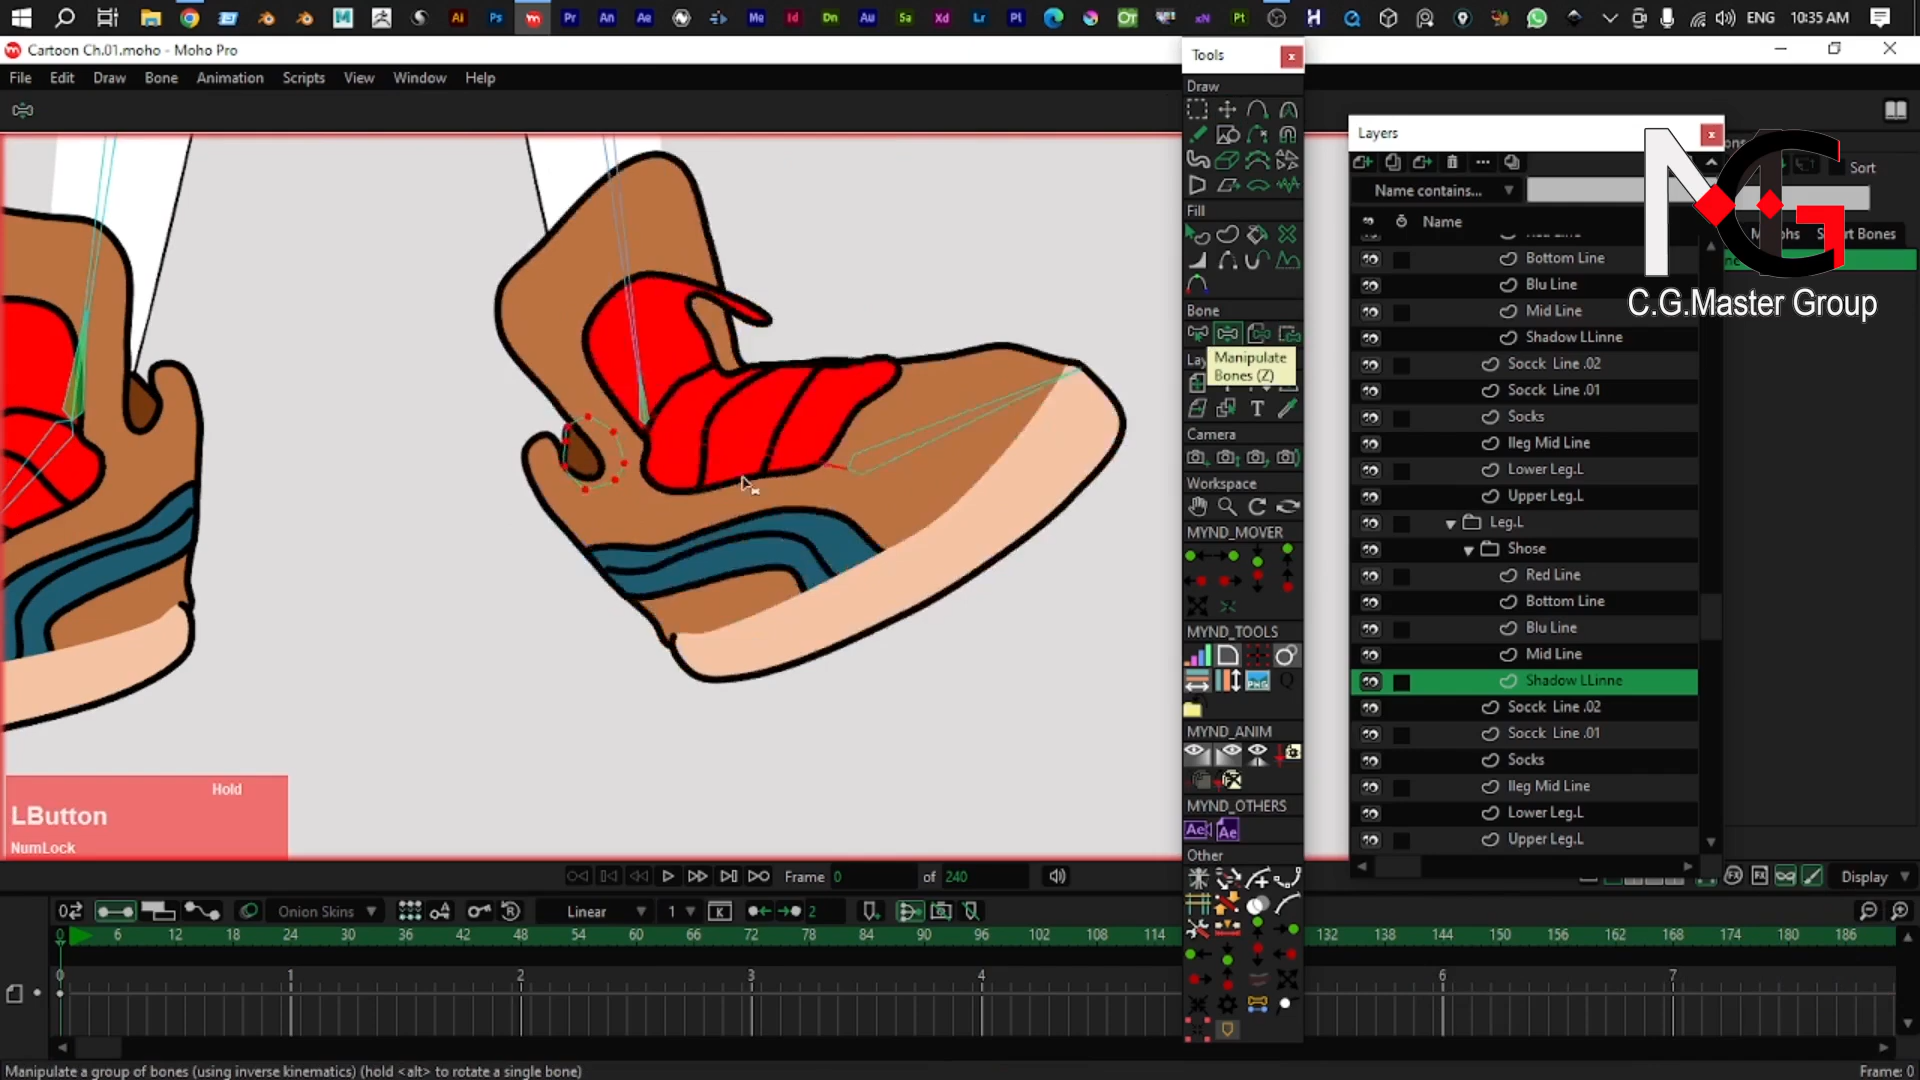 ENG 10:35 AM
Cartoon Ch.01.moho - Moho Pro
File Edit Draw Bone Animation Scripts View Window Help
Tools
Draw
Fill
Bone
Manipulate
Bones (Z)
Camera
Workspace
MYND_MOVER
MYND_TOOLS
MYND_ANIM
MYND_OTHERS
Other
Layers
Sort
Name contains...
Name
Bottom Line
Blu Line
Mid Line
Shadow LLinne
Socck Line .02
Socck Line .01
Socks
lleg Mid Line
Lower Leg.L
Upper Leg.L
Leg.L
Shose
Red Line
Bottom Line
Blu Line
Mid Line
Shadow LLinne
Socck Line .02
Socck Line .01
Socks
lleg Mid Line
Lower Leg.L
Upper Leg.L
C.G.Master Group
Hold
LButton
NumLock
Frame 0 of 240
Display
Onion Skins Linear 1 2
0 6 12 18 24 30 36 42 48 54 60 66 72 78 84 90 96 102 108 114 132 138 144 150 156 162 168 174 180 186
0 1 2 3 4 6 7
Manipulate a group of bones (using inverse kinematics) (hold <alt> to rotate a single bone)
Frame: 0